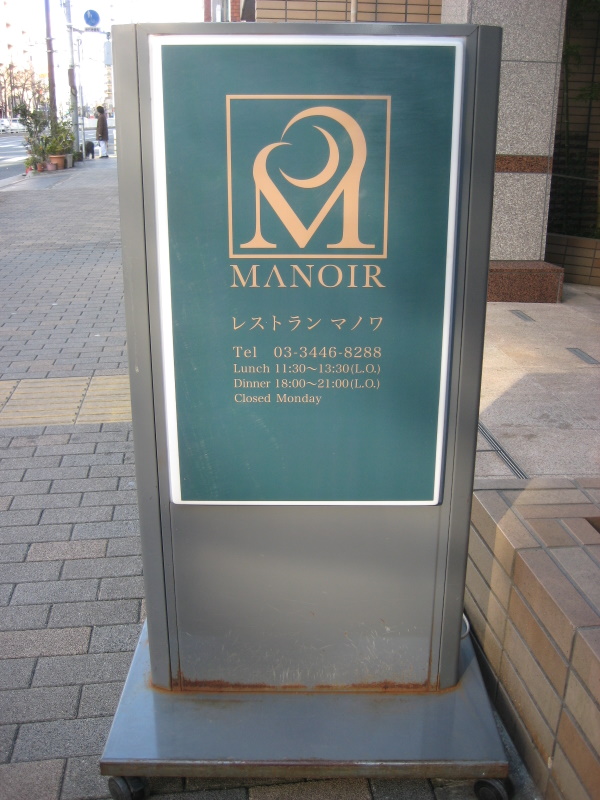 M
MANOIR
レストラン マノワ
Tel 03-3446-8288
Lunch 11:30～13:30(L.O.)
Dinner 18:00～21:00(L.O.)
Closed Monday